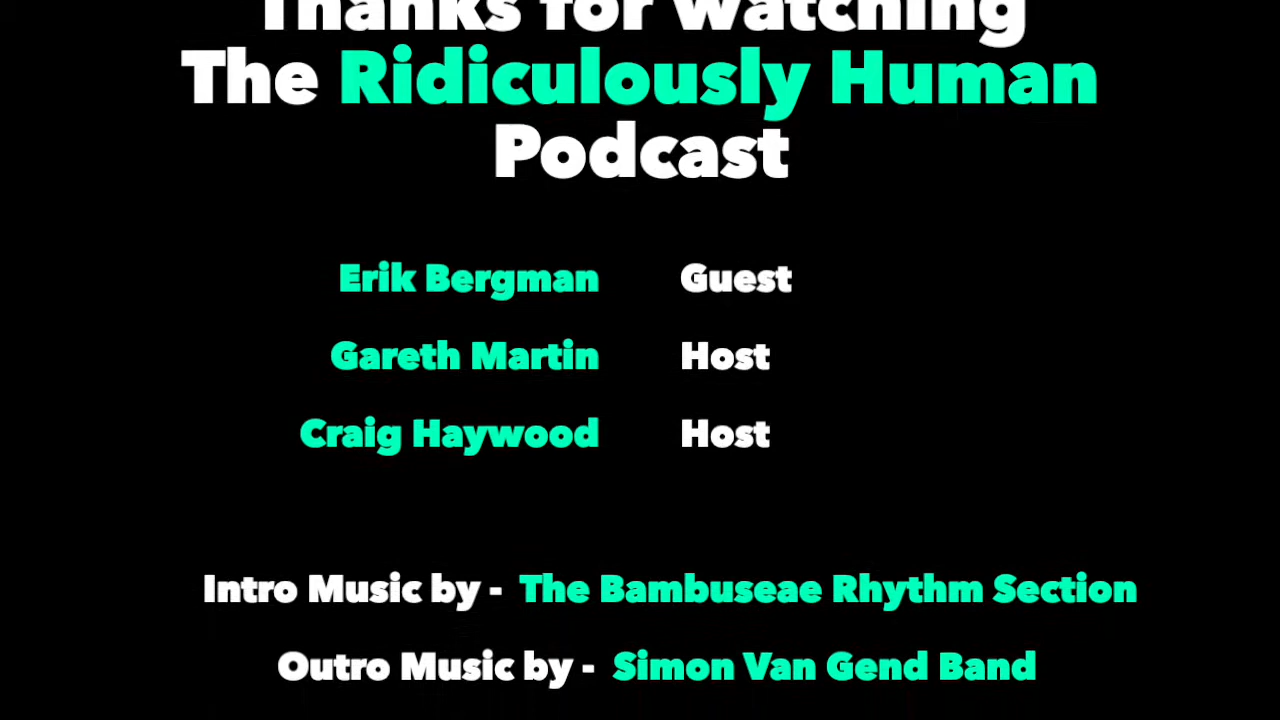 Thanks for Watching
The Ridiculously Human
Podcast
Erik Bergman Guest
Gareth Martin Host
Craig Haywood Host
Intro Music by - The Bambuseae Rhythm Section
Outro Music by - Simon Van Gend Band